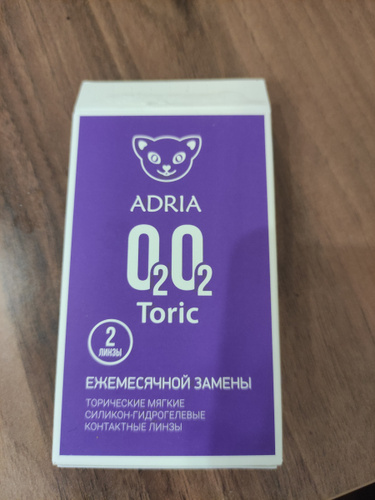 ADRIA
O2O2
Toric
2
ЛИНЗЫ
ЕЖЕМЕСЯЧНОЙ ЗАМЕНЫ
ТОРИЧЕСКИЕ МЯГКИЕ
СИЛИКОН-ГИДРОГЕЛЕВЫЕ
КОНТАКТНЫЕ ЛИНЗЫ